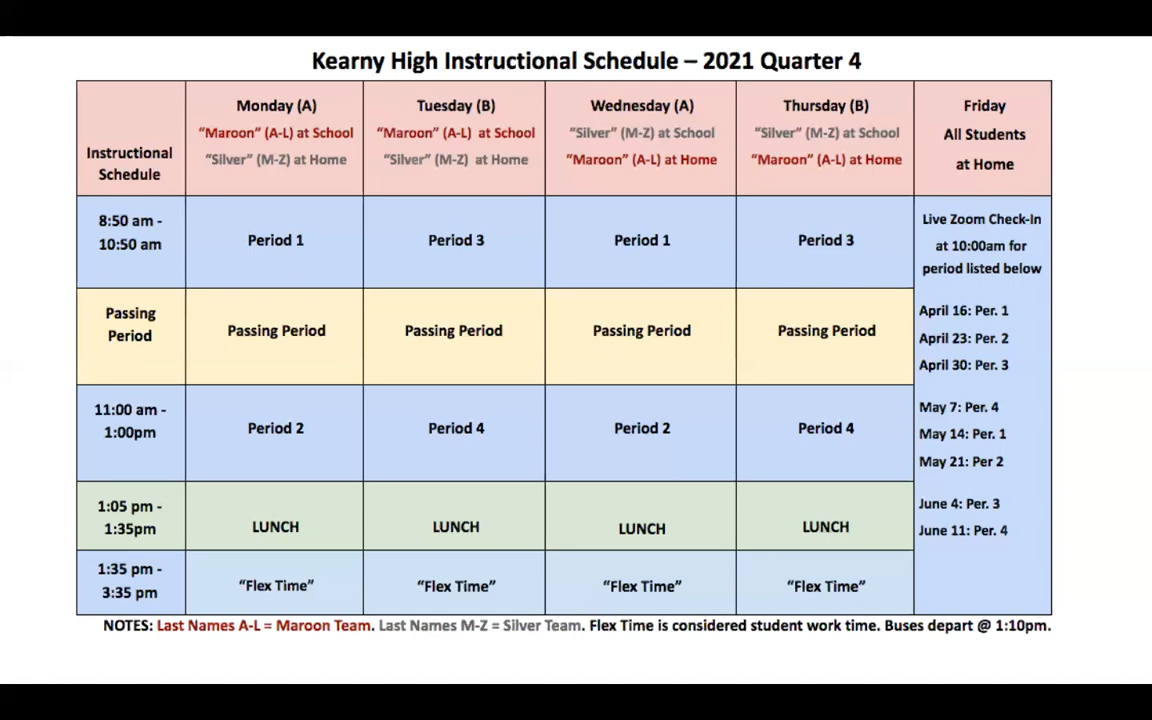 Kearny High Instructional Schedule – 2021 Quarter 4
Instructional
Schedule
Monday (A)
“Maroon” (A-L) at School
“Silver” (M-Z) at Home
Tuesday (B)
“Maroon” (A-L)  at School
“Silver” (M-Z)  at Home
Wednesday (A)
“Silver” (M-Z) at School
“Maroon” (A-L) at Home
Thursday (B)
“Silver” (M-Z) at School
“Maroon” (A-L) at Home
Friday
All Students
at Home
8:50 am -
10:50 am
Period 1
Period 3
Period 1
Period 3
Live Zoom Check-In
at 10:00am for
period listed below
April 16: Per. 1
April 23: Per. 2
April 30: Per. 3
May 7: Per. 4
May 14: Per. 1
May 21: Per 2
June 4: Per. 3
June 11: Per. 4
Passing
Period
Passing Period
Passing Period
Passing Period
Passing Period
11:00 am -
1:00pm
Period 2
Period 4
Period 2
Period 4
1:05 pm -
1:35pm
LUNCH
LUNCH
LUNCH
LUNCH
1:35 pm -
3:35 pm
“Flex Time”
“Flex Time”
“Flex Time”
“Flex Time”
NOTES: Last Names A-L = Maroon Team. Last Names M-Z = Silver Team. Flex Time is considered student work time. Buses depart @ 1:10pm.